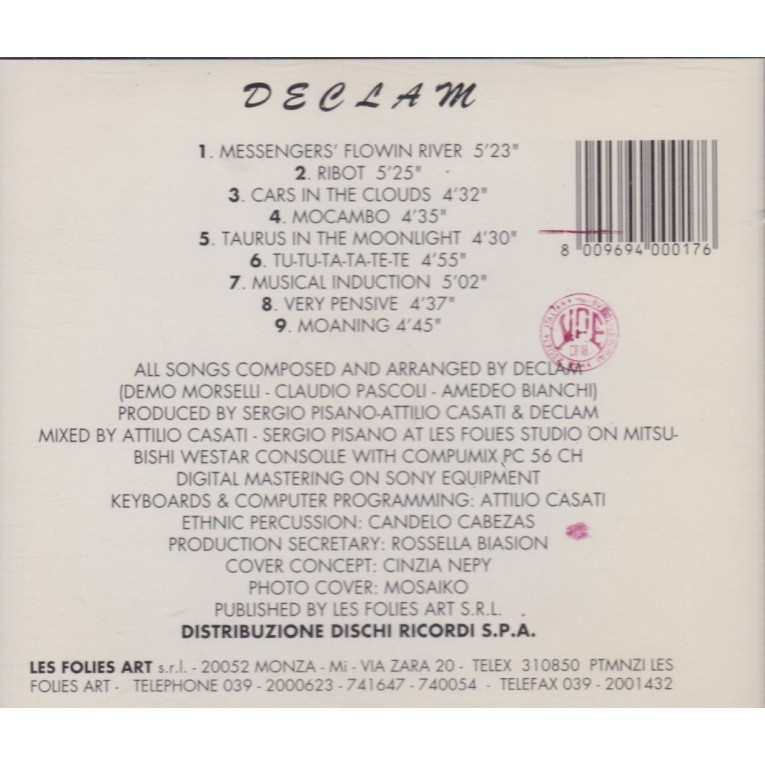 DECLAM
1. MESSENGERS' FLOWIN RIVER 5'23"
2. RIBOT 5'25"
3. CARS IN THE CLOUDS 4'32"
4. MOCAMBO 4'35"
5. TAURUS IN THE MOONLIGHT 4'30"
6. TU-TU-TA-TA-TE-TE 4'55"
7. MUSICAL INDUCTION 5'02"
8. VERY PENSIVE 4'37"
9. MOANING 4'45"
8 009694 000176
ALL SONGS COMPOSED AND ARRANGED BY DECLAM
(DEMO MORSELLI - CLAUDIO PASCOLI - AMEDEO BIANCHI)
PRODUCED BY SERGIO PISANO-ATTILIO CASATI & DECLAM
MIXED BY ATTILIO CASATI - SERGIO PISANO AT LES FOLIES STUDIO ON MITSU-
BISHI WESTAR CONSOLLE WITH COMPUMIX PC 56 CH
DIGITAL MASTERING ON SONY EQUIPMENT
KEYBOARDS & COMPUTER PROGRAMMING: ATTILIO CASATI
ETHNIC PERCUSSION: CANDELO CABEZAS
PRODUCTION SECRETARY: ROSSELLA BIASION
COVER CONCEPT: CINZIA NEPY
PHOTO COVER: MOSAIKO
PUBLISHED BY LES FOLIES ART S.R.L.
DISTRIBUZIONE DISCHI RICORDI S.P.A.
LES FOLIES ART s.r.l. - 20052 MONZA - Mi - VIA ZARA 20 - TELEX 310850 PTMNZI LES
FOLIES ART - TELEPHONE 039 - 2000623 - 741647 - 740054 - TELEFAX 039 - 2001432